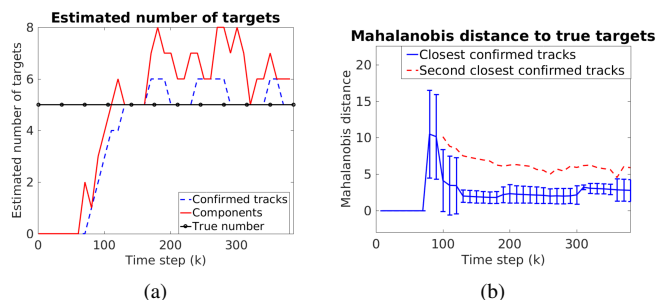 Estimated number of targets
Estimated number of targets
8
6
4
2
0
Confirmed tracks
Components
True number
0
100
200
300
Time step (k)
(a)
Mahalanobis distance to true targets
Mahalanobis distance
20
15
10
5
0
Closest confirmed tracks
Second closest confirmed tracks
100
200
300
Time step (k)
(b)